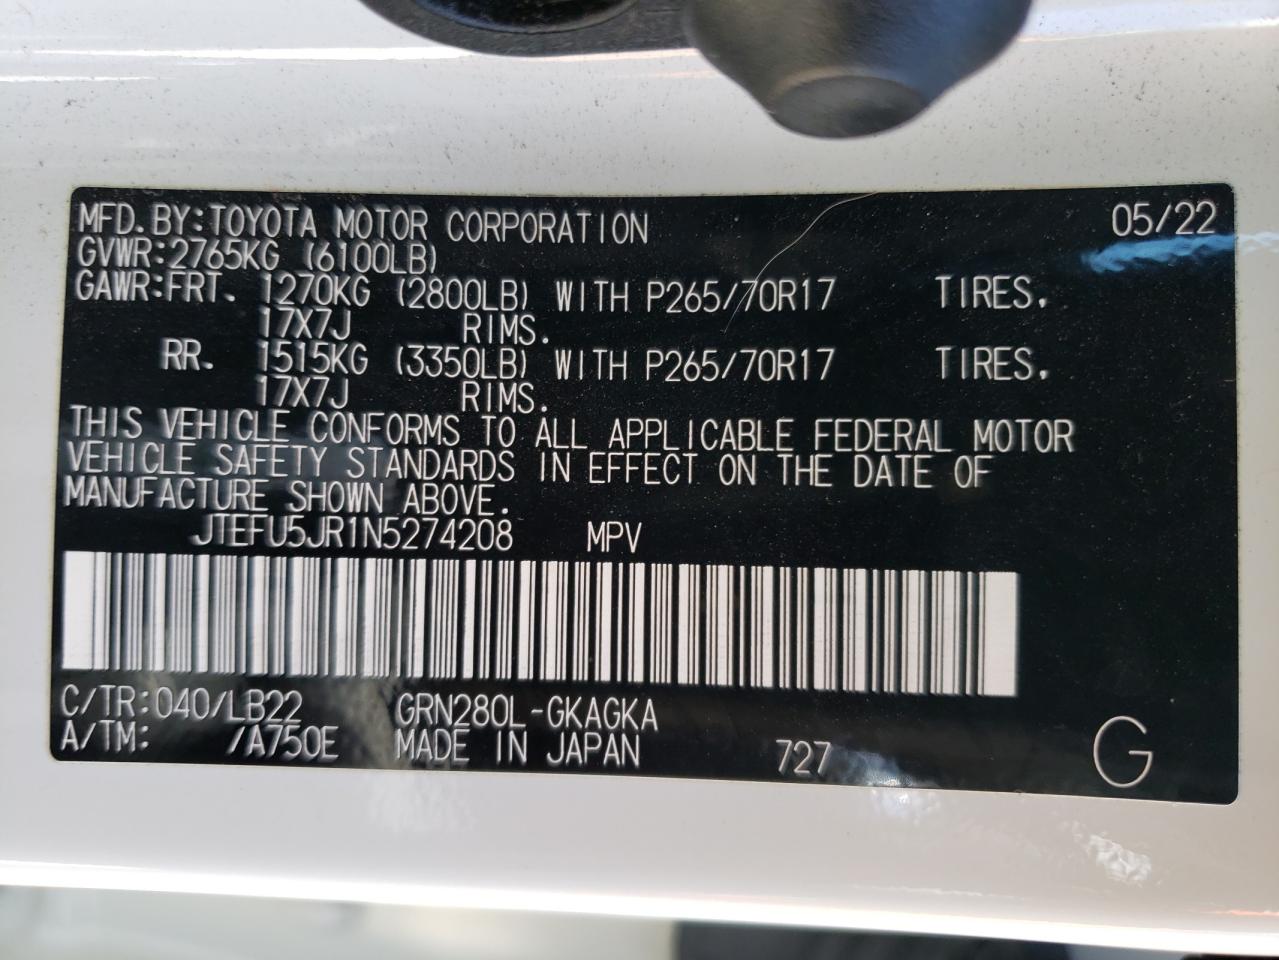 MFD.BY:TOYOTA MOTOR CORPORATION 05/22
GVWR:2765KG (6100LB)
GAWR:FRT. 1270KG (2800LB) WITH P265/70R17 TIRES.
17X7J RIMS.
RR. 1515KG (3350LB) WITH P265/70R17 TIRES.
17X7J RIMS.
THIS VEHICLE CONFORMS TO ALL APPLICABLE FEDERAL MOTOR
VEHICLE SAFETY STANDARDS IN EFFECT ON THE DATE OF
MANUFACTURE SHOWN ABOVE.
JTEFU5JR1N5274208 MPV
C/TR:040/LB22 GRN280L-GKAGKA
A/TM: /A750E MADE IN JAPAN 727 G